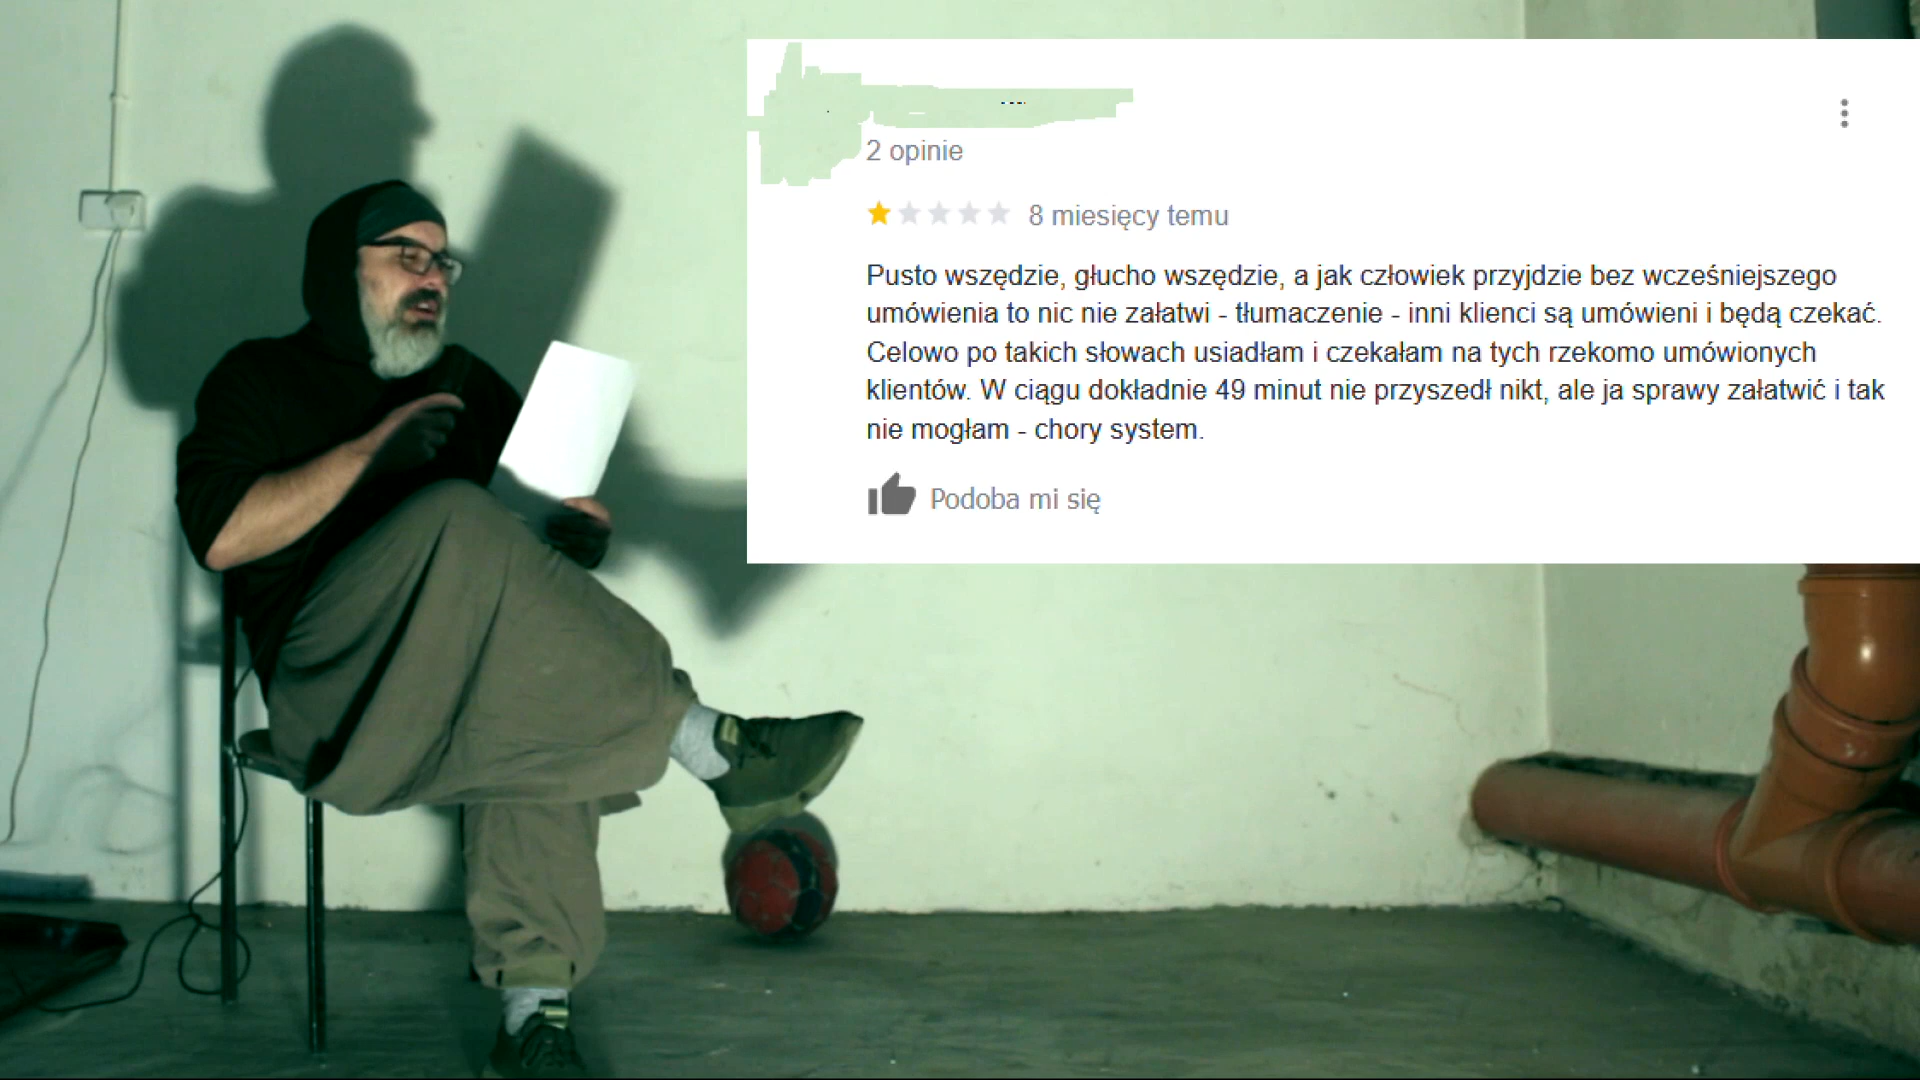 2 opinie
8 miesięcy temu
Pusto wszędzie, głucho wszędzie, a jak człowiek przyjdzie bez wcześniejszego
umówienia to nic nie załatwi - tłumaczenie - inni klienci są umówieni i będą czekać.
Celowo po takich słowach usiadłam i czekałam na tych rzekomo umówionych
klientów. W ciągu dokładnie 49 minut nie przyszedł nikt, ale ja sprawy załatwić i tak
nie mogłam - chory system.
Podoba mi się